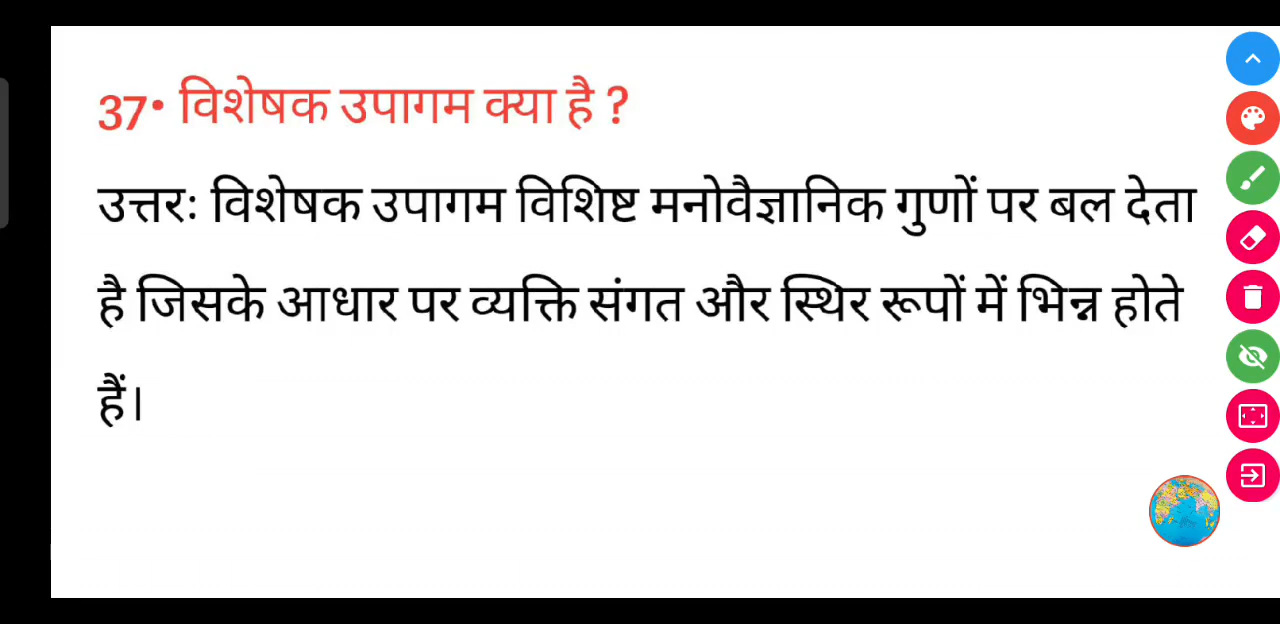 37• विशेषक उपागम क्या है ?
उत्तरः विशेषक उपागम विशिष्ट मनोवैज्ञानिक गुणों पर बल देता
है जिसके आधार पर व्यक्ति संगत और स्थिर रूपों में भिन्न होते
हैं।